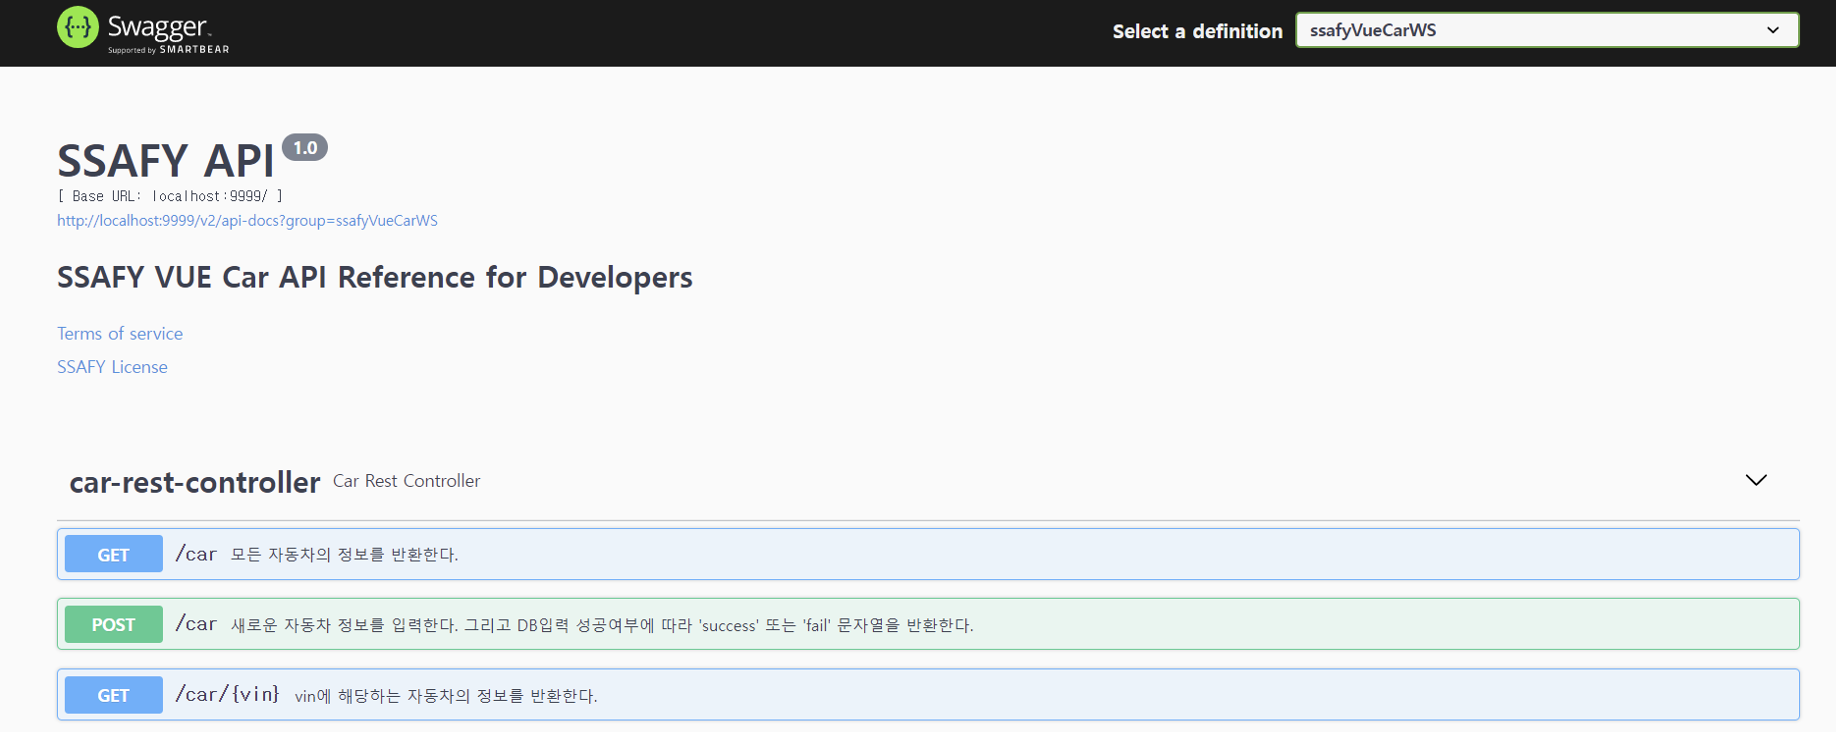 Swagger
Supported by SMARTBEAR
Select a definition
ssafyVueCarWS
SSAFY API 1.0
[ Base URL: localhost:9999/ ]
http://localhost:9999/v2/api-docs?group=ssafyVueCarWS
SSAFY VUE Car API Reference for Developers
Terms of service
SSAFY License
car-rest-controller Car Rest Controller
GET /car 모든 자동차의 정보를 반환한다.
POST /car 새로운 자동차 정보를 입력한다. 그리고 DB입력 성공여부에 따라 'success' 또는 'fail' 문자열을 반환한다.
GET /car/{vin} vin에 해당하는 자동차의 정보를 반환한다.